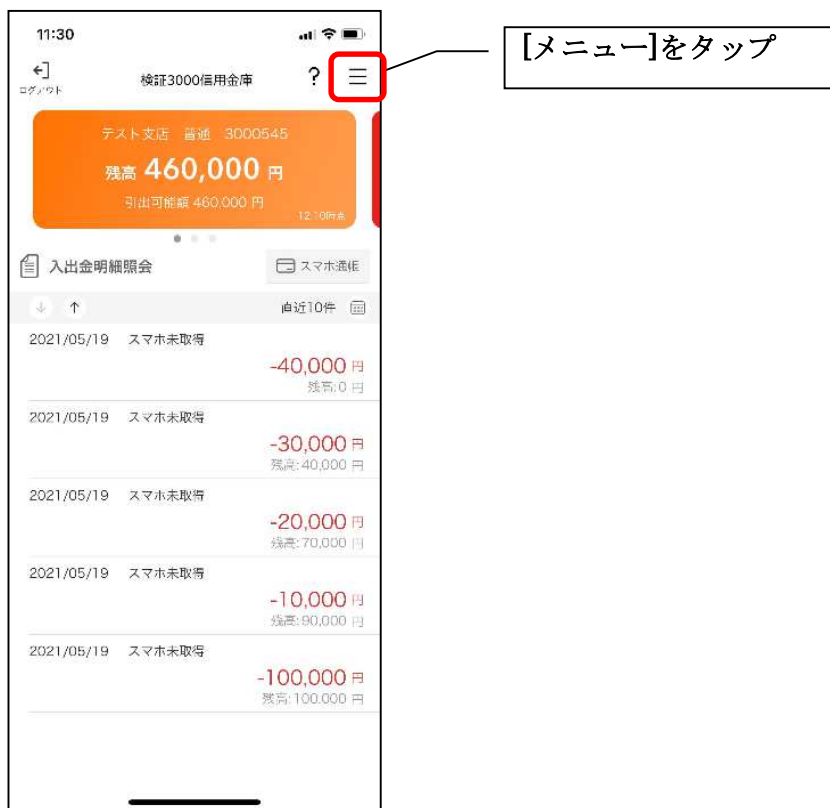 11:30
[メニュー]をタップ
ログアウト
検証3000信用金庫
?
テスト支店 普通 3000545
残高 460,000 円
引出可能額 460,000 円
12:10時点
入出金明細照会
スマホ通帳
↓ ↑ 直近10件
2021/05/19 スマホ未取得
-40,000 円
残高:0 円
2021/05/19 スマホ未取得
-30,000 円
残高:40,000 円
2021/05/19 スマホ未取得
-20,000 円
残高:70,000 円
2021/05/19 スマホ未取得
-10,000 円
残高:90,000 円
2021/05/19 スマホ未取得
-100,000 円
残高:100,000 円